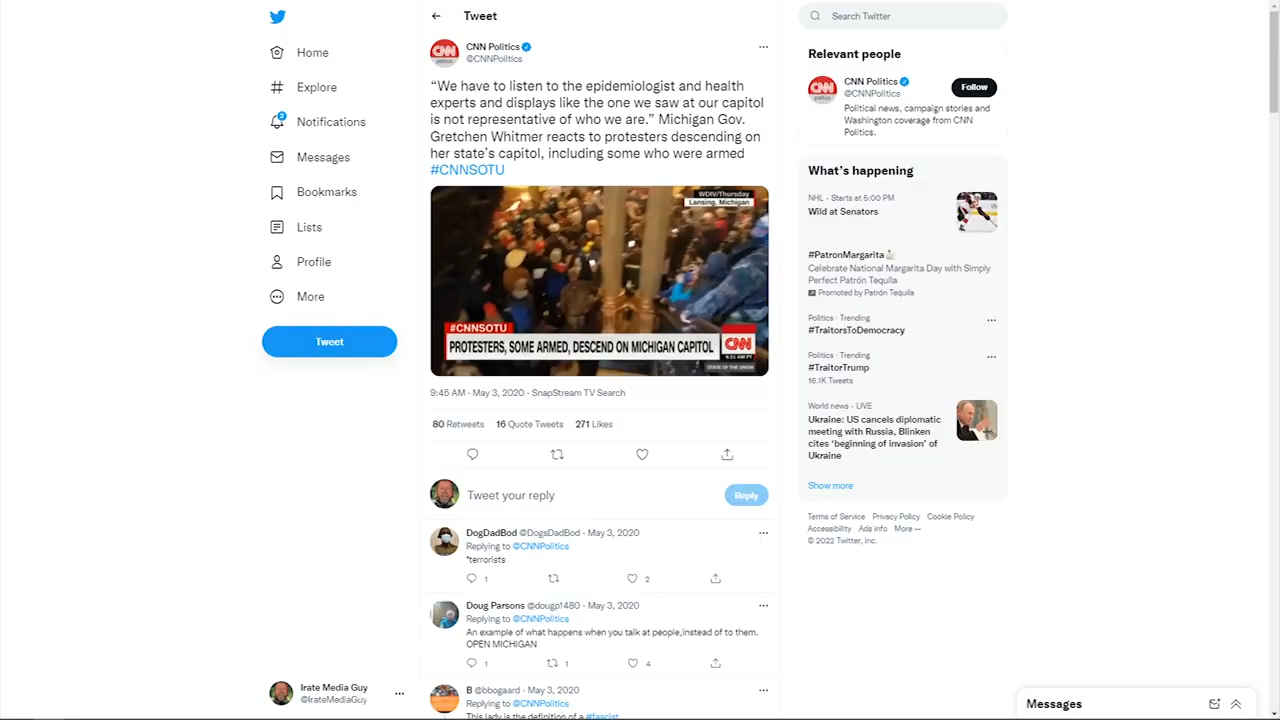 Home
Explore
2
Notifications
Messages
Bookmarks
Lists
Profile
More
Tweet
Irate Media Guy
@IrateMediaGuy
Tweet
CNN Politics
@CNNPolitics
“We have to listen to the epidemiologist and health
experts and displays like the one we saw at our capitol
is not representative of who we are.” Michigan Gov.
Gretchen Whitmer reacts to protesters descending on
her state’s capitol, including some who were armed
#CNNSOTU
WDIV/Thursday
Lansing, Michigan
#CNNSOTU
PROTESTERS, SOME ARMED, DESCEND ON MICHIGAN CAPITOL
CNN
6:21 AM PT
STATE OF THE UNION
9:45 AM · May 3, 2020 · SnapStream TV Search
80 Retweets 16 Quote Tweets 271 Likes
Tweet your reply
Reply
DogDadBod @DogsDadBod · May 3, 2020
Replying to @CNNPolitics
*terrorists
1 2
Doug Parsons @dougp1480 · May 3, 2020
Replying to @CNNPolitics
An example of what happens when you talk at people,instead of to them.
OPEN MICHIGAN
1 1 4
B @bbogaard · May 3, 2020
Replying to @CNNPolitics
This lady is the definition of a #fascist
Search Twitter
Relevant people
CNN Politics
@CNNPolitics
Follow
Political news, campaign stories and
Washington coverage from CNN
Politics.
What’s happening
NHL · Starts at 5:00 PM
Wild at Senators
#PatronMargarita
Celebrate National Margarita Day with Simply
Perfect Patrón Tequila
Promoted by Patrón Tequila
Politics · Trending
#TraitorsToDemocracy
Politics · Trending
#TraitorTrump
16.1K Tweets
World news · LIVE
Ukraine: US cancels diplomatic
meeting with Russia, Blinken
cites ‘beginning of invasion’ of
Ukraine
Show more
Terms of Service Privacy Policy Cookie Policy
Accessibility Ads info More ···
© 2022 Twitter, Inc.
Messages